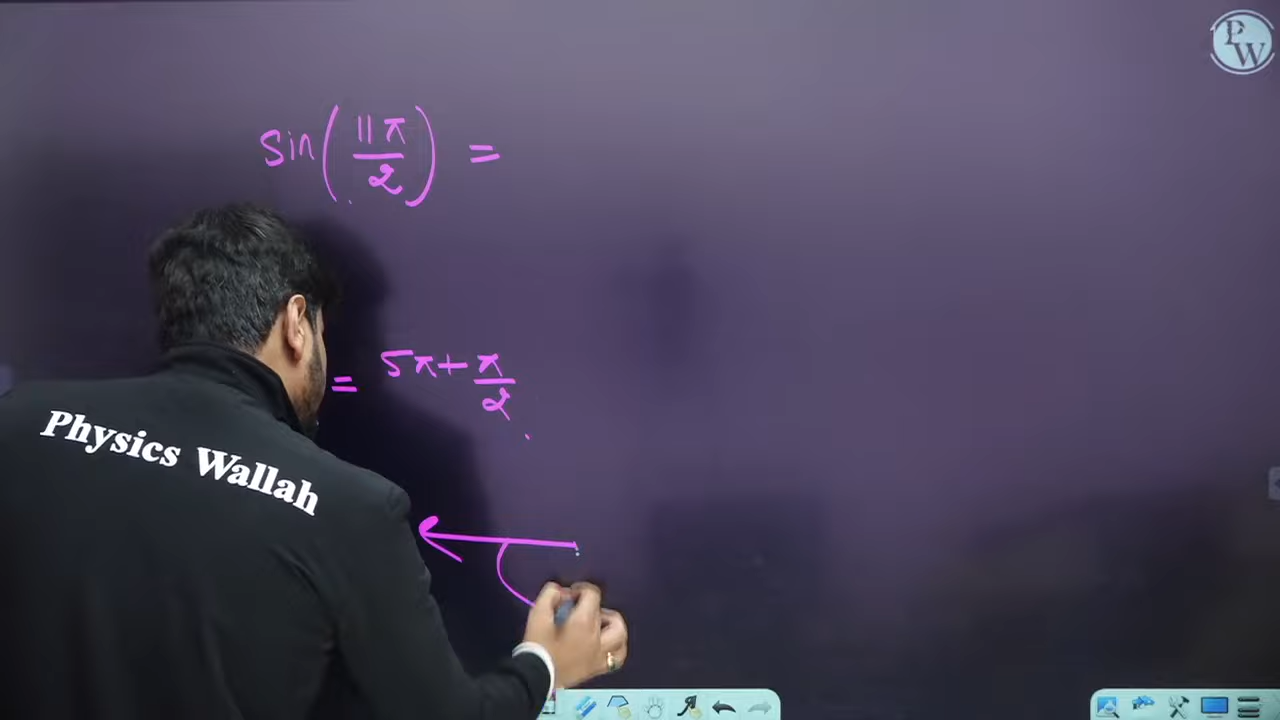 PW
sin(11π/2) =
= 5π + π/2
Physics Wallah